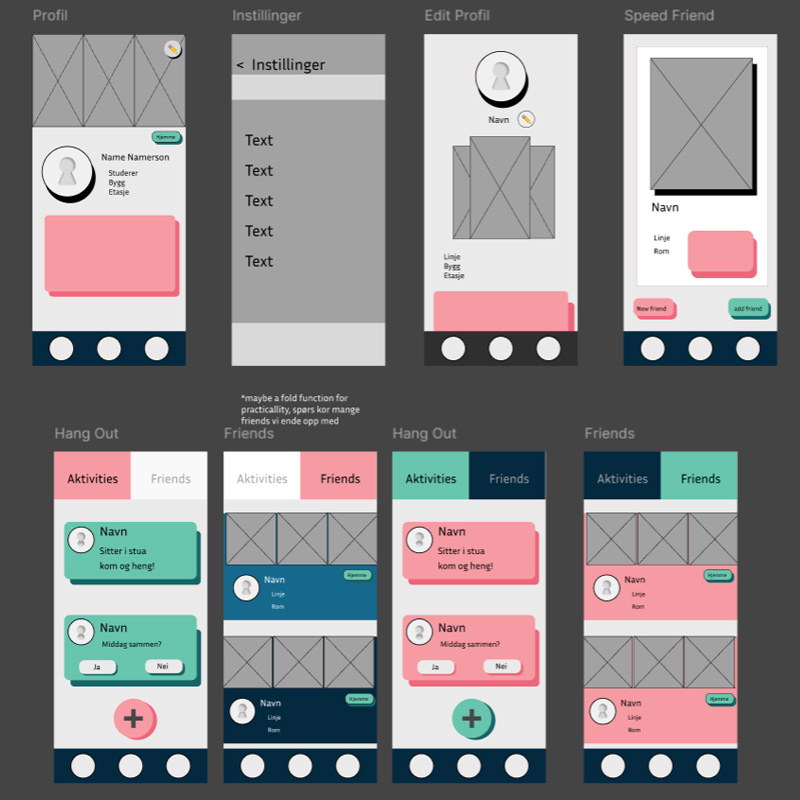 Profil
Hjemme
Name Namerson
Studerer
Bygg
Etasje
Instillinger
< Instillinger
Text
Text
Text
Text
Text
Edit Profil
Navn
Linje
Bygg
Etasje
Speed Friend
Navn
Linje
Rom
New friend
add friend
*maybe a fold function for
practicallity, spørs kor mange
friends vi ende opp med
Hang Out
Aktivities Friends
Navn
Sitter i stua
kom og heng!
Navn
Middag sammen?
Ja Nei
Friends
Aktivities Friends
Hjemme
Navn
Linje
Rom
Hjemme
Navn
Linje
Rom
Hang Out
Aktivities Friends
Navn
Sitter i stua
kom og heng!
Navn
Middag sammen?
Ja Nei
Friends
Aktivities Friends
Hjemme
Navn
Linje
Rom
Hjemme
Navn
Linje
Rom